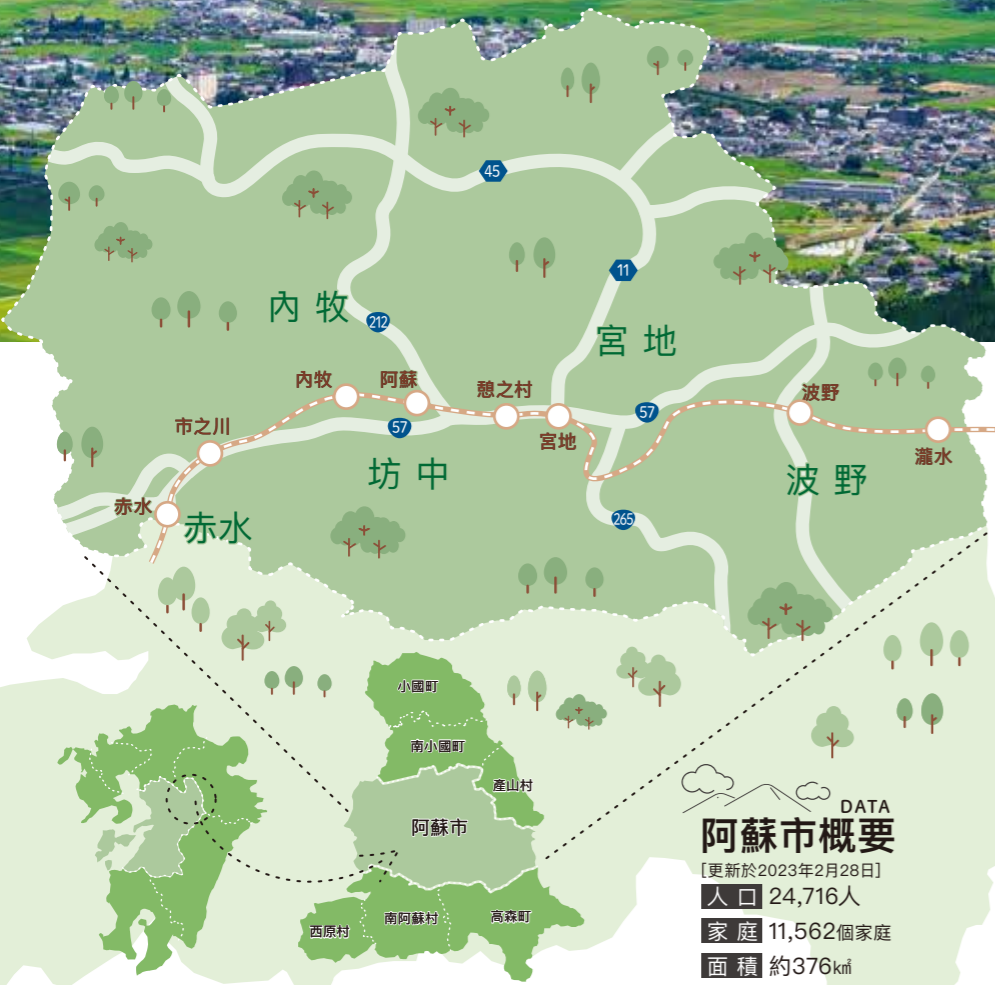 45
11
內牧
212
宮地
內牧
阿蘇
憩之村
波野
57
市之川
57
宮地
瀧水
坊中
波野
赤水
赤水
265
小國町
南小國町
產山村
阿蘇市
西原村
南阿蘇村
高森町
DATA
阿蘇市概要
[更新於2023年2月28日]
人口 24,716人
家庭 11,562個家庭
面積 約376㎢